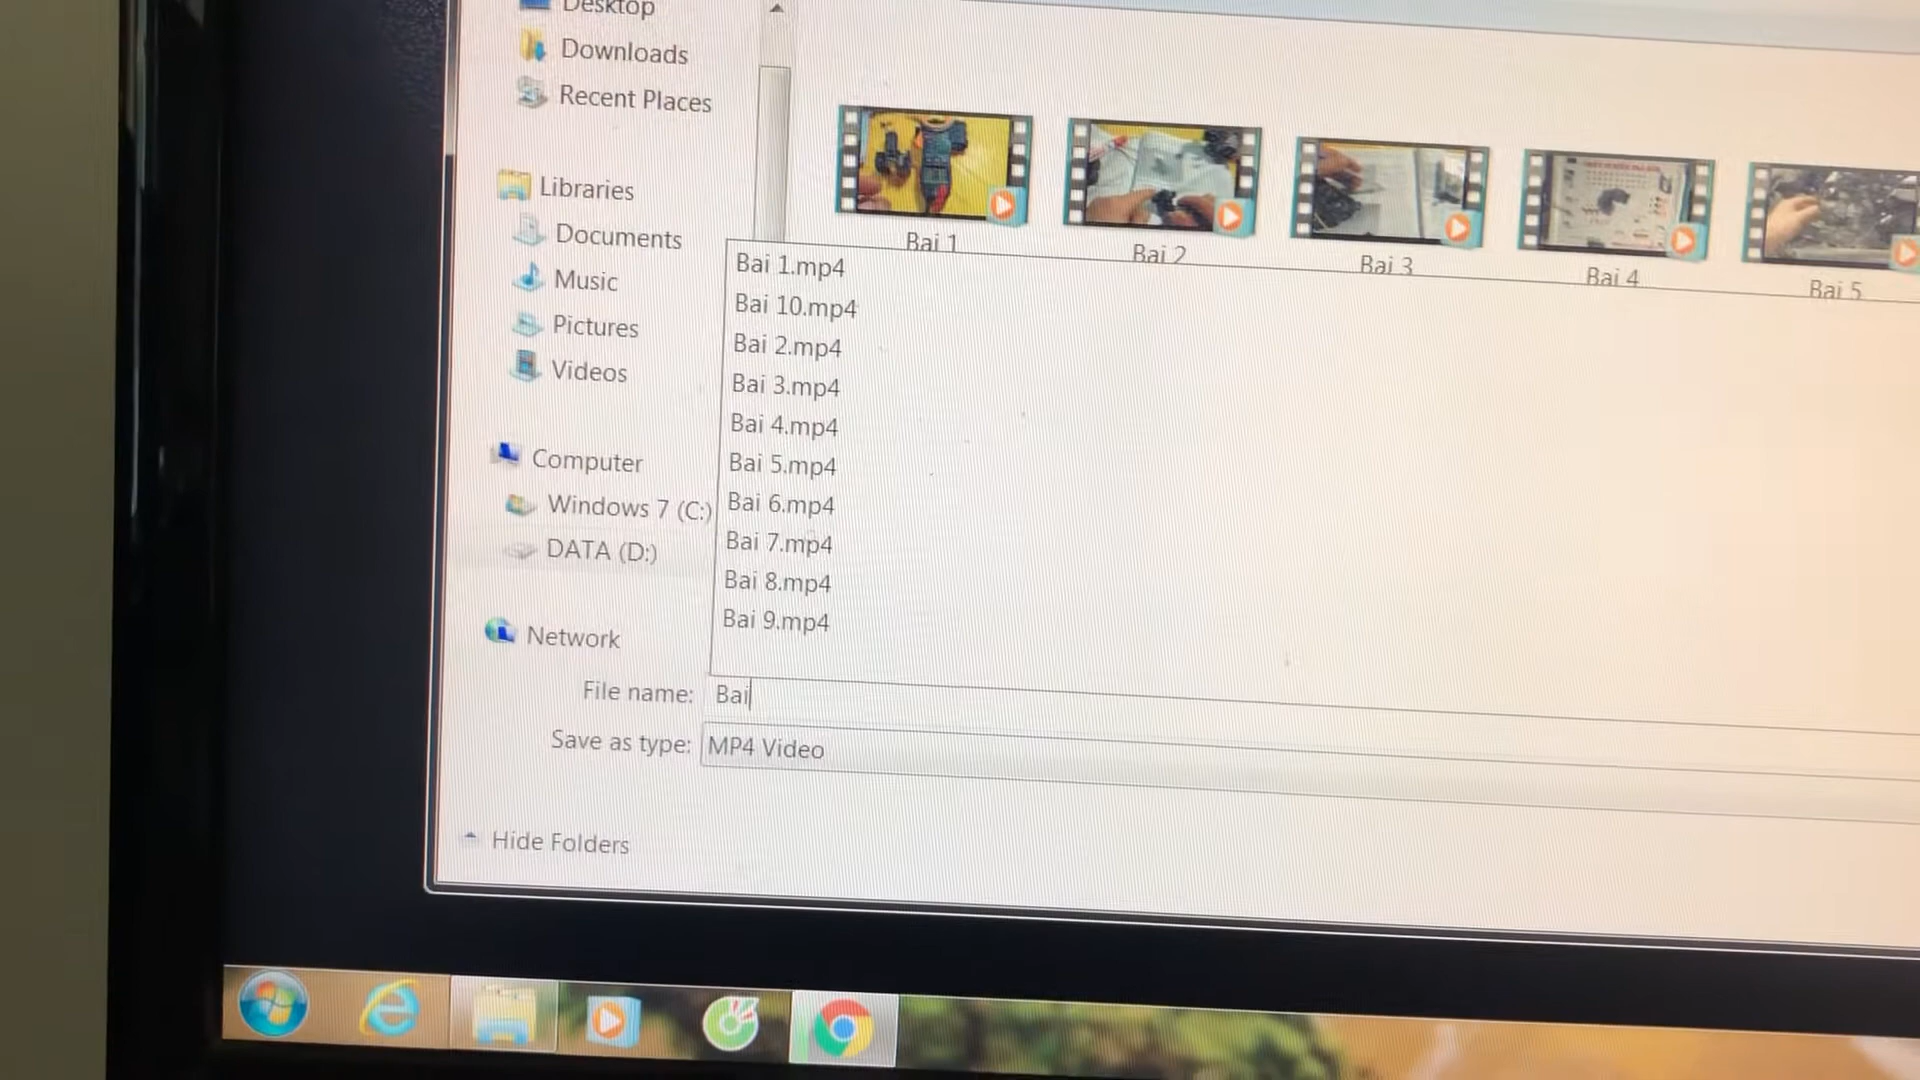 Desktop
Downloads
Recent Places
Libraries
Documents
Music
Pictures
Videos
Computer
Windows 7 (C:)
DATA (D:)
Network
Bai 1
Bai 2
Bai 3
Bai 4
Bai 5
Bai 1.mp4
Bai 10.mp4
Bai 2.mp4
Bai 3.mp4
Bai 4.mp4
Bai 5.mp4
Bai 6.mp4
Bai 7.mp4
Bai 8.mp4
Bai 9.mp4
File name: Bai
Save as type: MP4 Video
Hide Folders